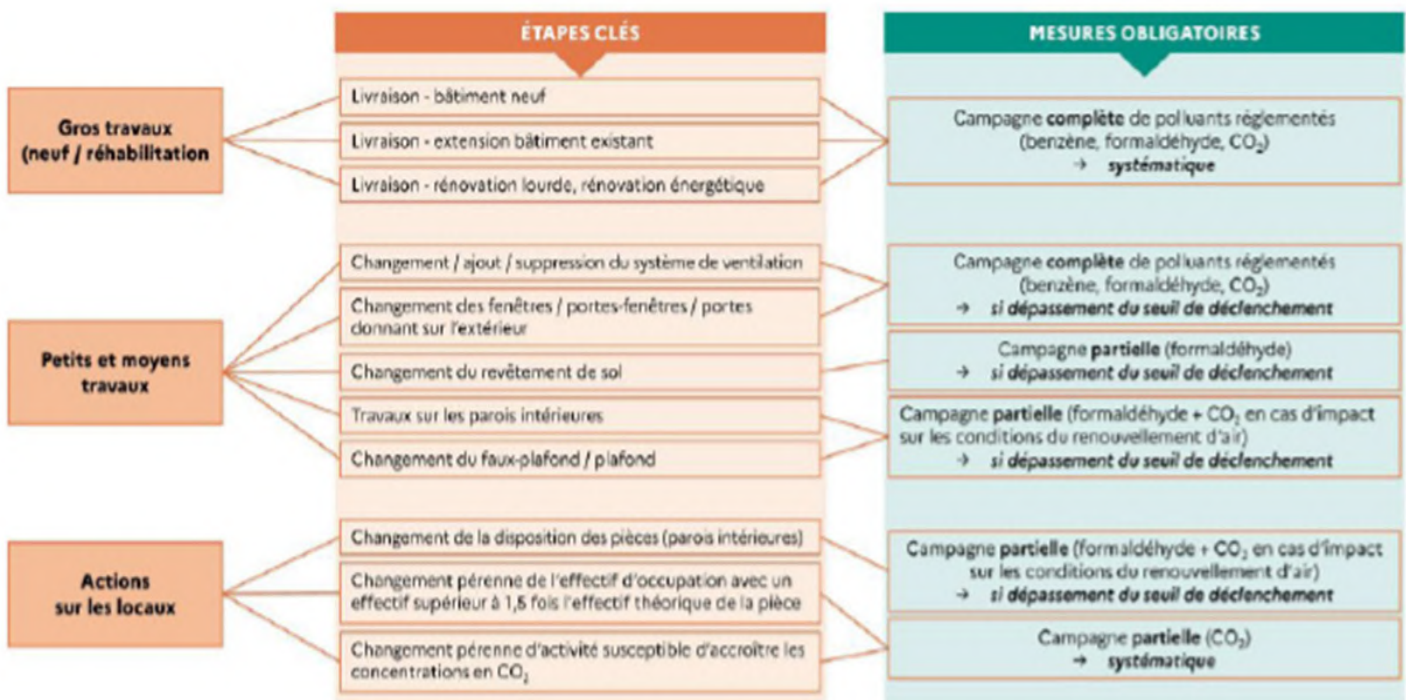 ÉTAPES CLÉS
MESURES OBLIGATOIRES
Gros travaux
(neuf / réhabilitation
Livraison - bâtiment neuf
Livraison - extension bâtiment existant
Livraison - rénovation lourde, rénovation énergétique
Campagne complète de polluants réglementés
(benzène, formaldéhyde, CO₂)
→ systématique
Petits et moyens
travaux
Changement / ajout / suppression du système de ventilation
Changement des fenêtres / portes-fenêtres / portes
donnant sur l'extérieur
Changement du revêtement de sol
Travaux sur les parois intérieures
Changement du faux-plafond / plafond
Campagne complète de polluants réglementés
(benzène, formaldéhyde, CO₂)
→ si dépassement du seuil de déclenchement
Campagne partielle (formaldéhyde)
→ si dépassement du seuil de déclenchement
Campagne partielle (formaldéhyde + CO₂ en cas d'impact
sur les conditions du renouvellement d'air)
→ si dépassement du seuil de déclenchement
Actions
sur les locaux
Changement de la disposition des pièces (parois intérieures)
Changement pérenne de l'effectif d'occupation avec un
effectif supérieur à 1,5 fois l'effectif théorique de la pièce
Changement pérenne d'activité susceptible d'accroître les
concentrations en CO₂
Campagne partielle (formaldéhyde + CO₂ en cas d'impact
sur les conditions du renouvellement d'air)
→ si dépassement du seuil de déclenchement
Campagne partielle (CO₂)
→ systématique